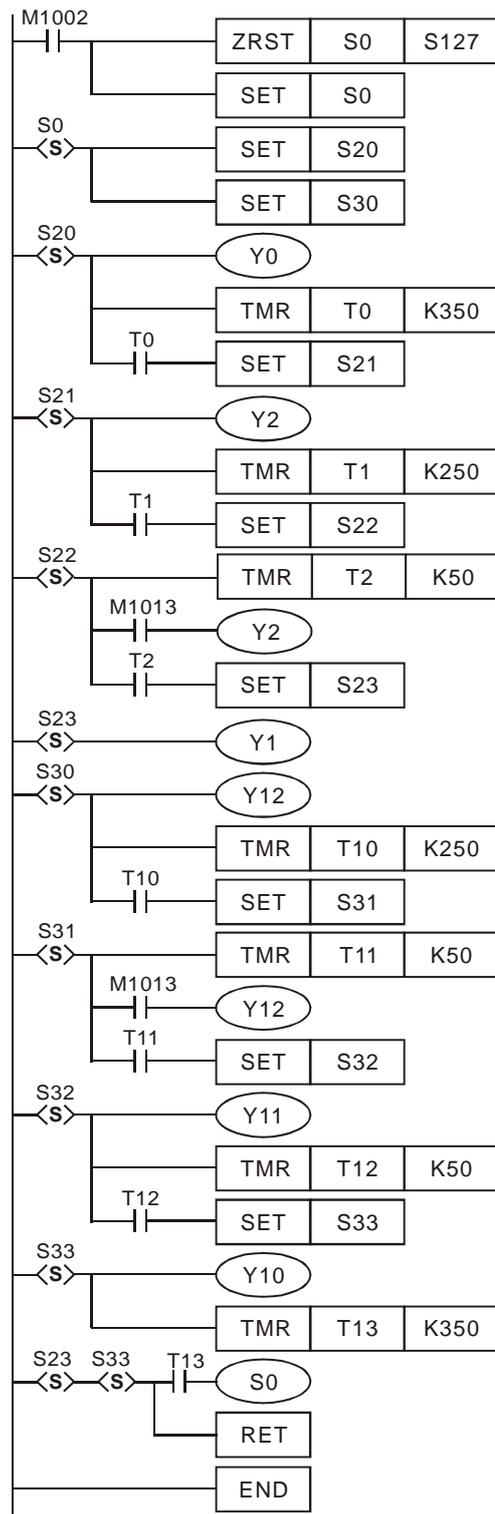 M1002
ZRST S0 S127
SET S0
S0
S
SET S20
SET S30
S20
S
Y0
TMR T0 K350
T0
SET S21
S21
S
Y2
TMR T1 K250
T1
SET S22
S22
S
TMR T2 K50
M1013
Y2
T2
SET S23
S23
S
Y1
S30
S
Y12
TMR T10 K250
T10
SET S31
S31
S
TMR T11 K50
M1013
Y12
T11
SET S32
S32
S
Y11
TMR T12 K50
T12
SET S33
S33
S
Y10
TMR T13 K350
S23 S33 T13
S S
S0
RET
END